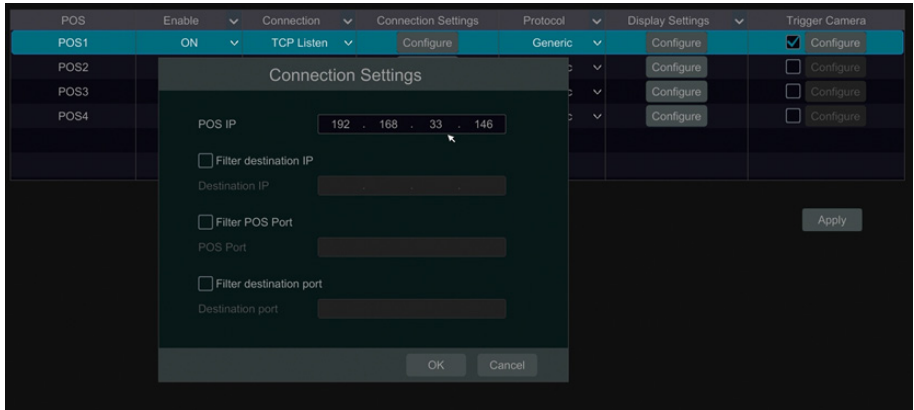 POS Enable Connection Connection Settings Protocol Display Settings Trigger Camera
POS1 ON TCP Listen Configure Generic Configure Configure
POS2 Configure Configure
POS3 Configure Configure
POS4 Configure Configure
Connection Settings
POS IP 192 . 168 . 33 . 146
Filter destination IP
Destination IP . . .
Filter POS Port
POS Port
Filter destination port
Destination port
Apply
OK Cancel